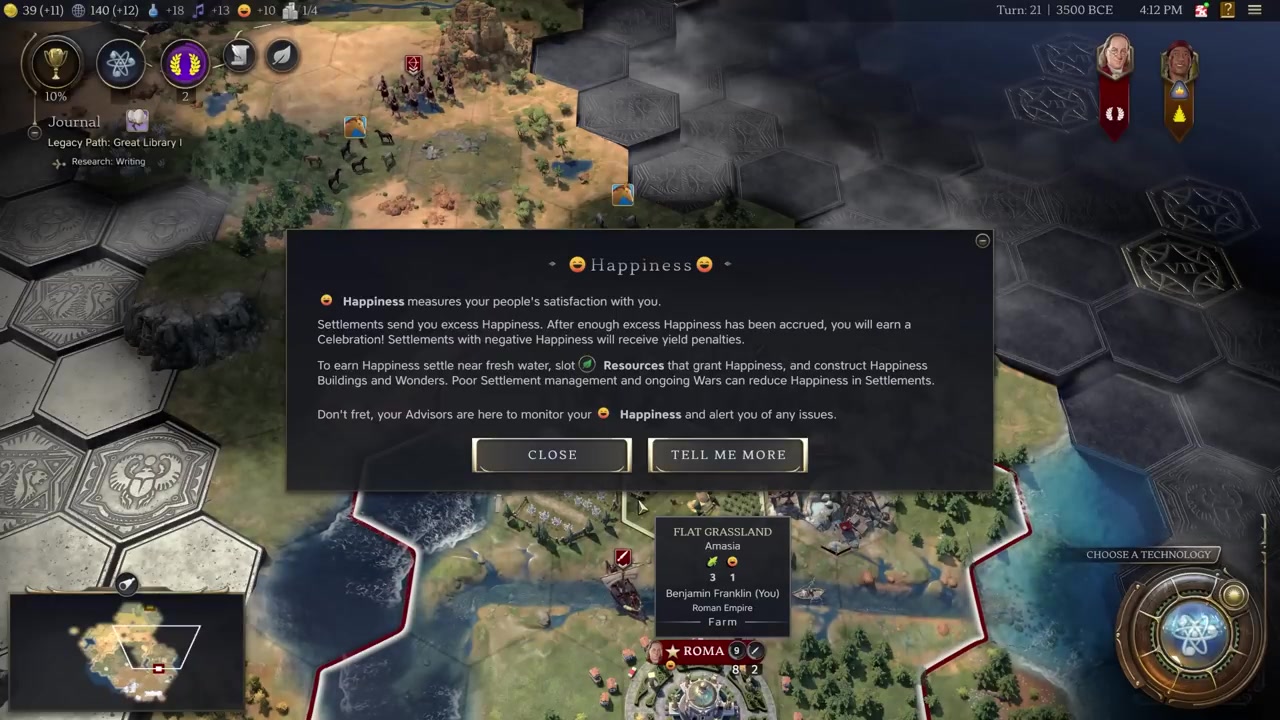 39 (+11) 140 (+12) +18 +13 +10 1/4
Turn: 21 | 3500 BCE 4:12 PM ?
10%
2
Journal
Legacy Path: Great Library I
Research: Writing
Happiness
Happiness measures your people's satisfaction with you.
Settlements send you excess Happiness. After enough excess Happiness has been accrued, you will earn a
Celebration! Settlements with negative Happiness will receive yield penalties.
To earn Happiness settle near fresh water, slot Resources that grant Happiness, and construct Happiness
Buildings and Wonders. Poor Settlement management and ongoing Wars can reduce Happiness in Settlements.
Don't fret, your Advisors are here to monitor your Happiness and alert you of any issues.
CLOSE
TELL ME MORE
FLAT GRASSLAND
Amasia
3 1
Benjamin Franklin (You)
Roman Empire
Farm
ROMA 9
8 2
CHOOSE A TECHNOLOGY